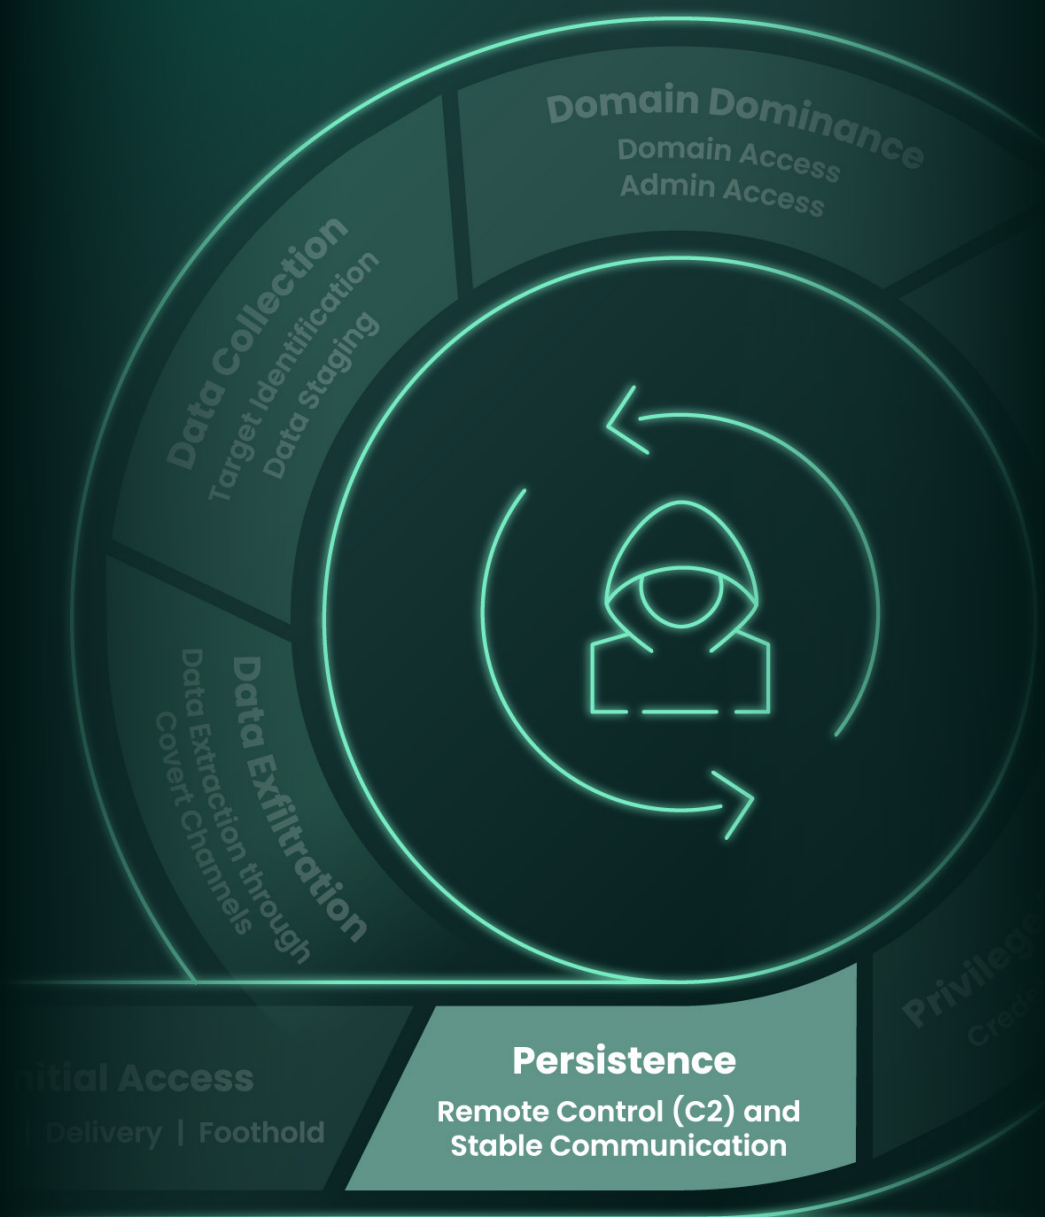 Domain Dominance
Domain Access
Admin Access
Data Collection
Target Identification
Data Staging
Data Exfiltration
Data Extraction through
Covert Channels
Access
| Delivery | Foothold
Persistence
Remote Control (C2) and
Stable Communication